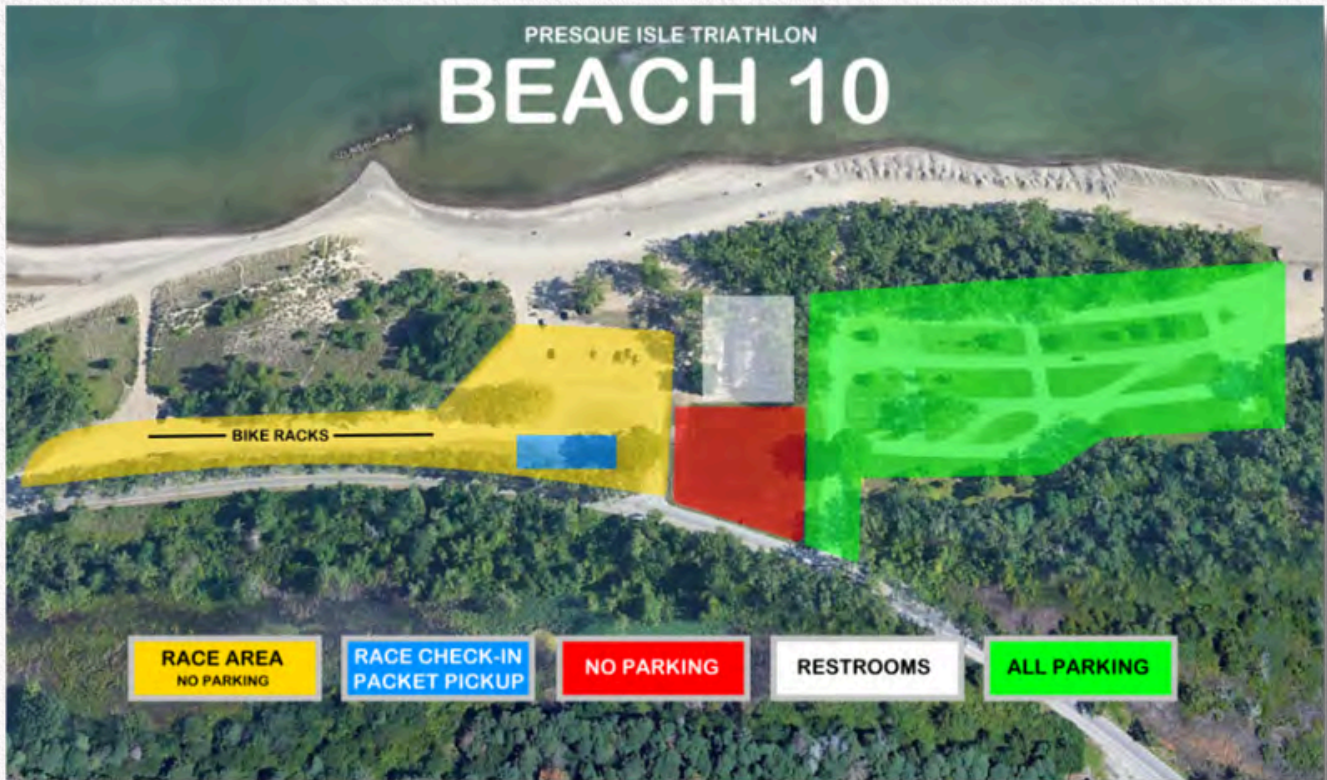 PRESQUE ISLE TRIATHLON
BEACH 10
BIKE RACKS
RACE AREA
NO PARKING
RACE CHECK-IN
PACKET PICKUP
NO PARKING
RESTROOMS
ALL PARKING